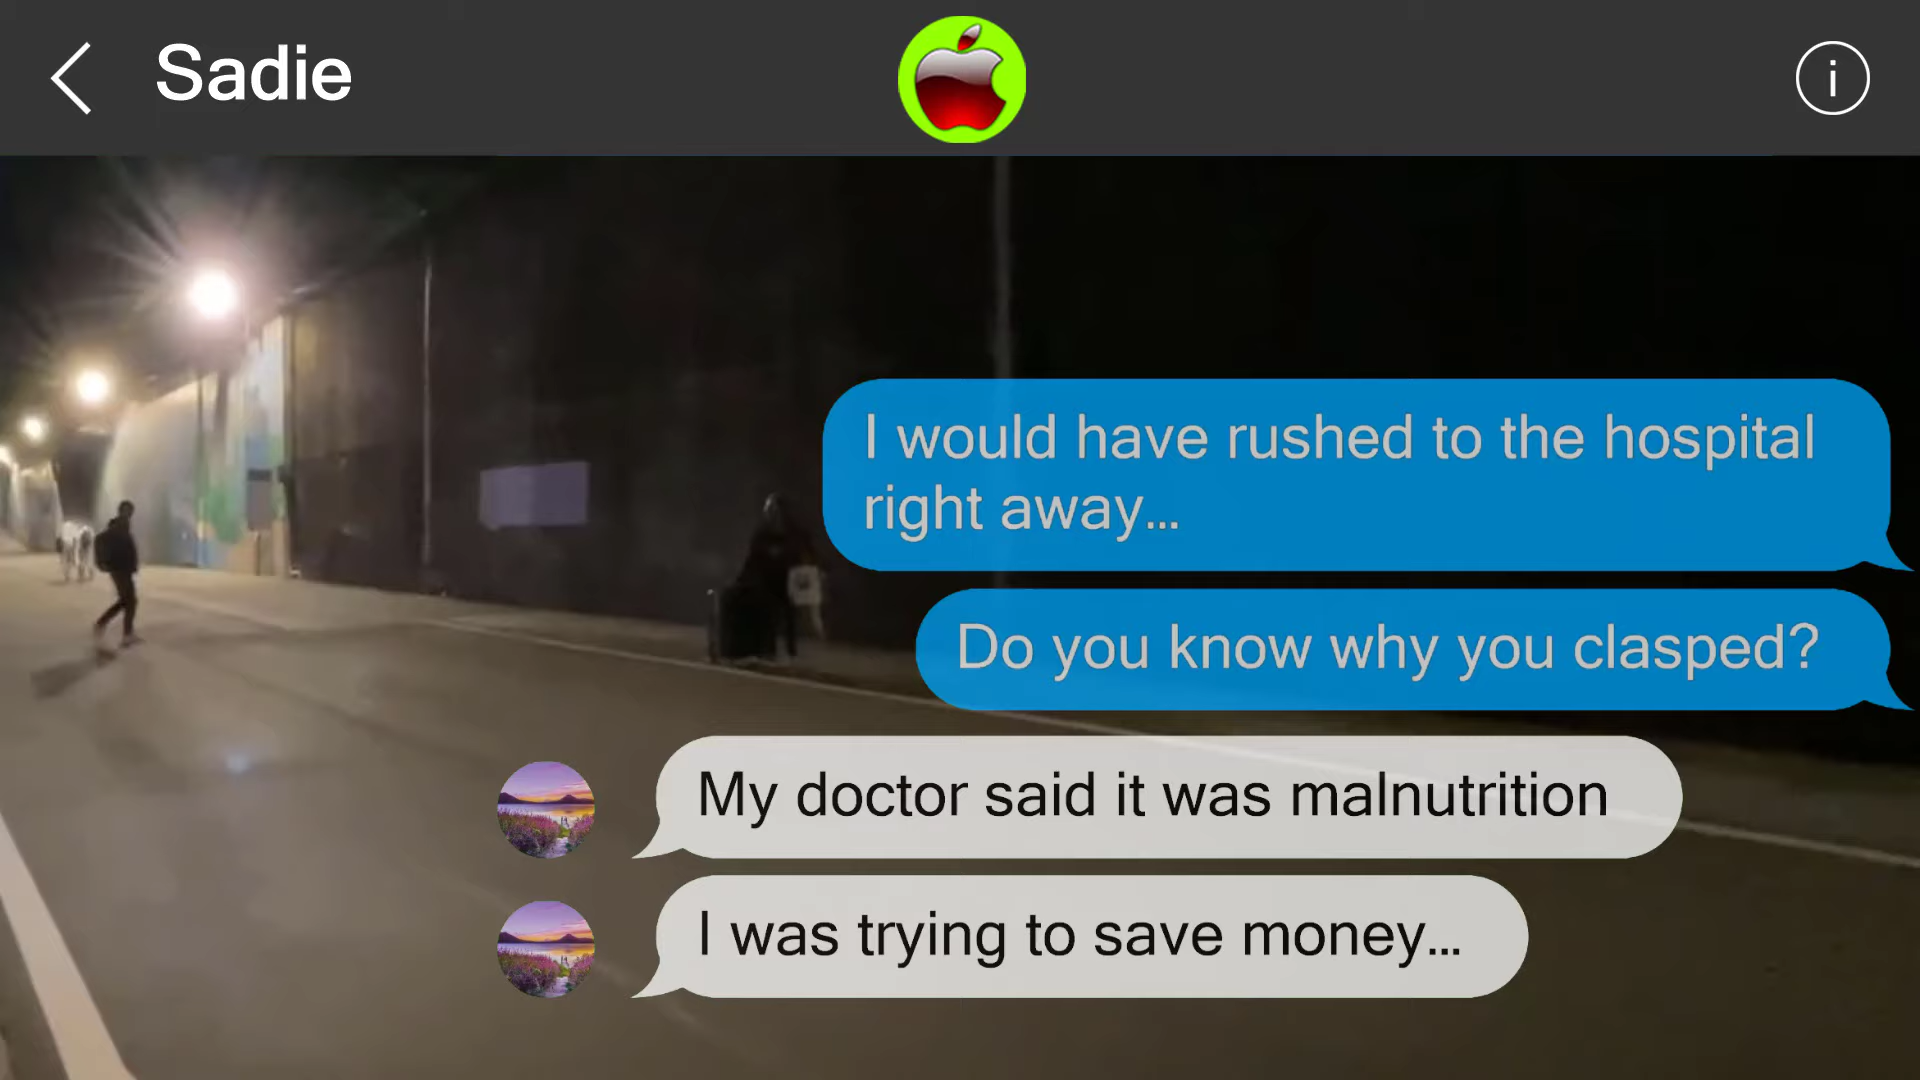 Sadie
i
I would have rushed to the hospital
right away...
Do you know why you clasped?
My doctor said it was malnutrition
I was trying to save money...